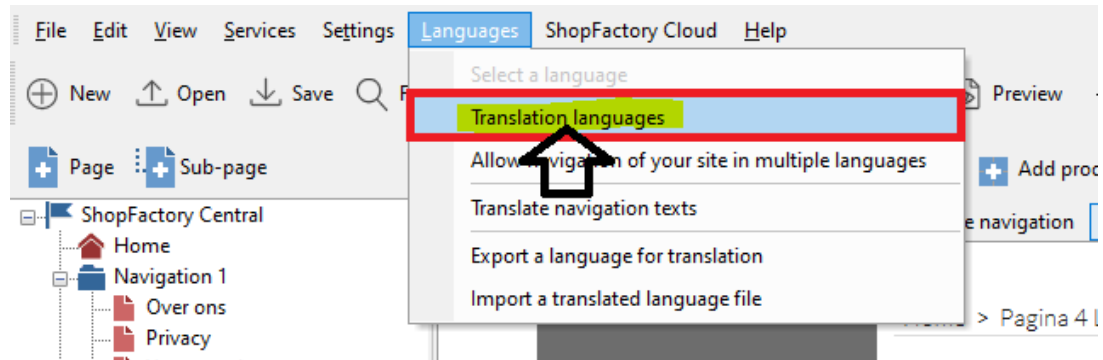 File Edit View Services Settings Languages ShopFactory Cloud Help
Select a language
New Open Save Preview
Translation languages
Allow navigation of your site in multiple languages
Page Sub-page Add
Translate navigation texts
ShopFactory Central navigation
Home
Export a language for translation
Navigation 1
Import a translated language file
Over ons
> Pagina 4
Privacy